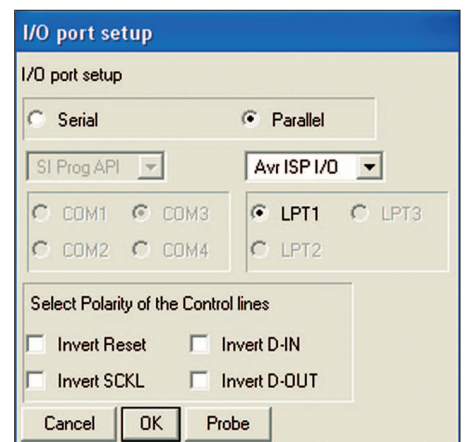 I/O port setup
I/O port setup
Serial Parallel
SI Prog API Avr ISP I/O
COM1 COM3 LPT1 LPT3
COM2 COM4 LPT2
Select Polarity of the Control lines
Invert Reset Invert D-IN
Invert SCKL Invert D-OUT
Cancel OK Probe